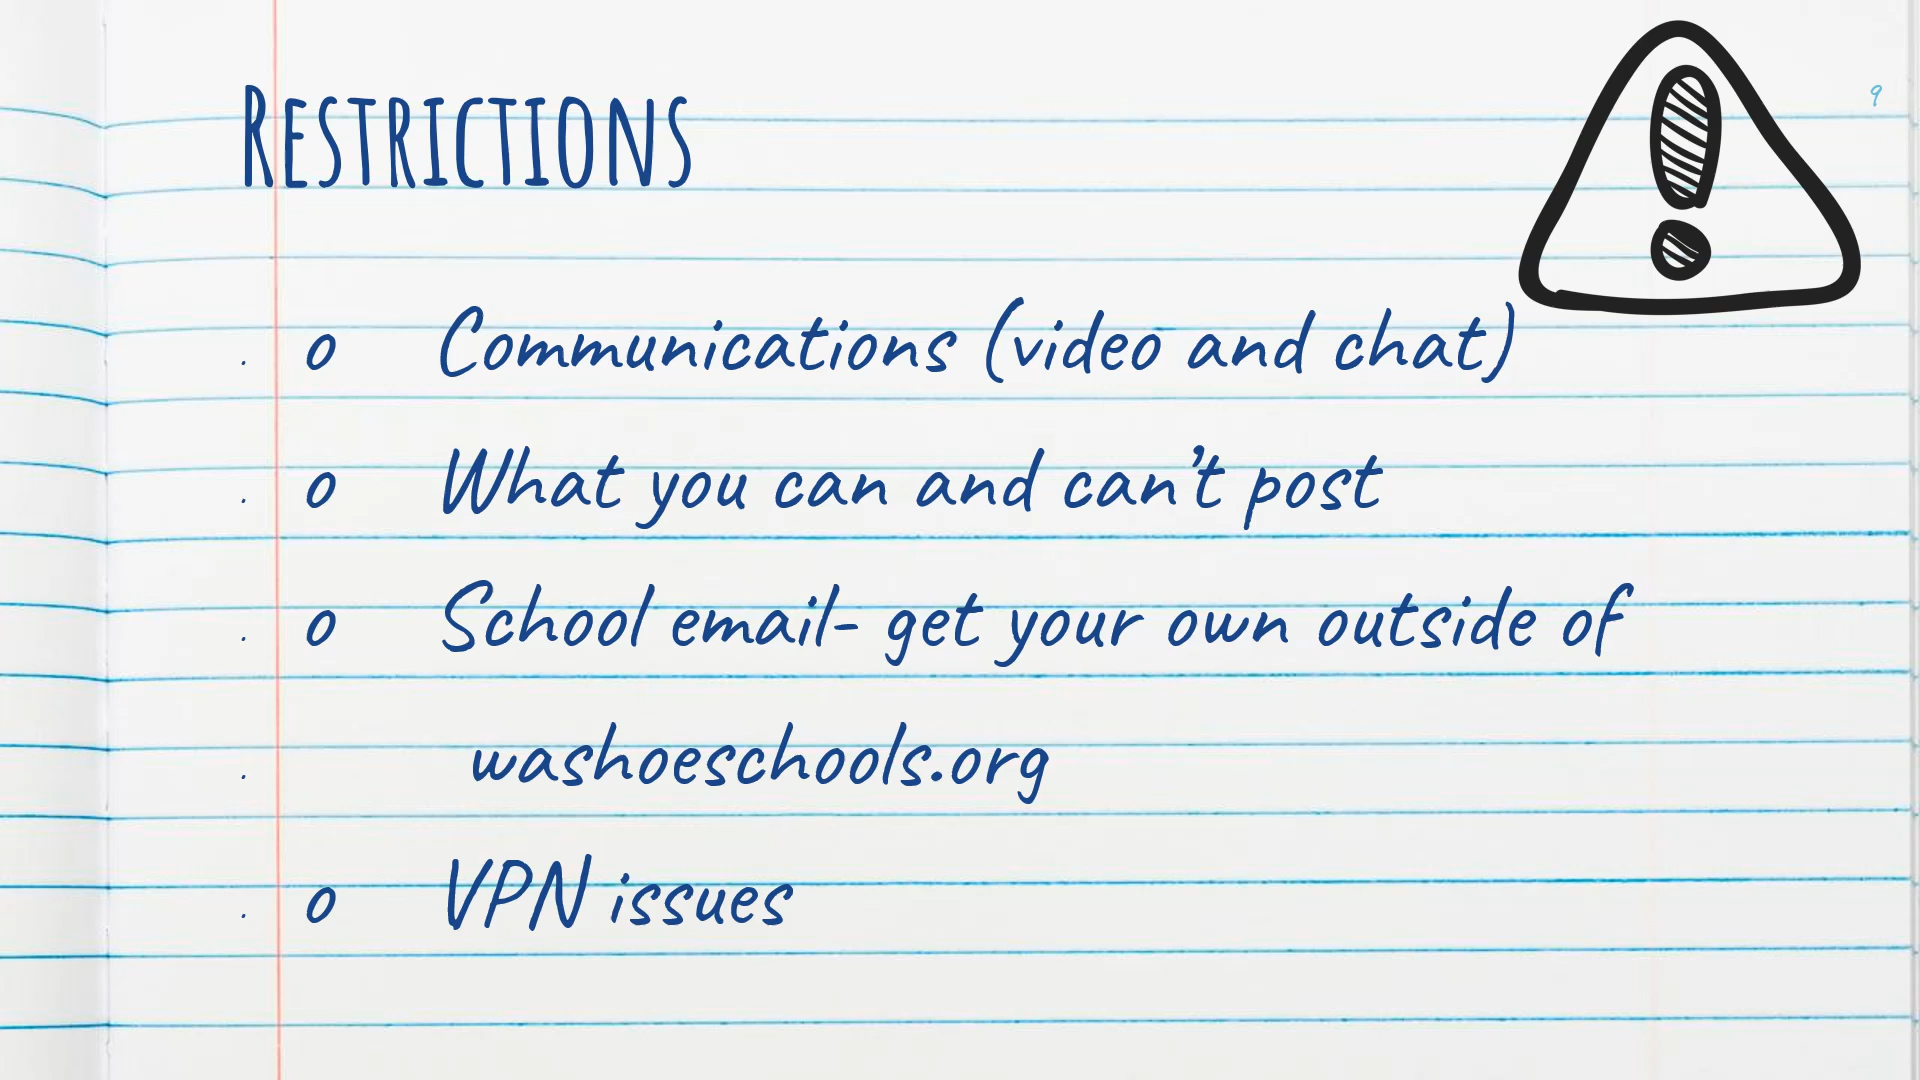 9
Restrictions
. o Communications (video and chat)
. o What you can and can’t post
. o School email- get your own outside of
. washoeschools.org
. o VPN issues